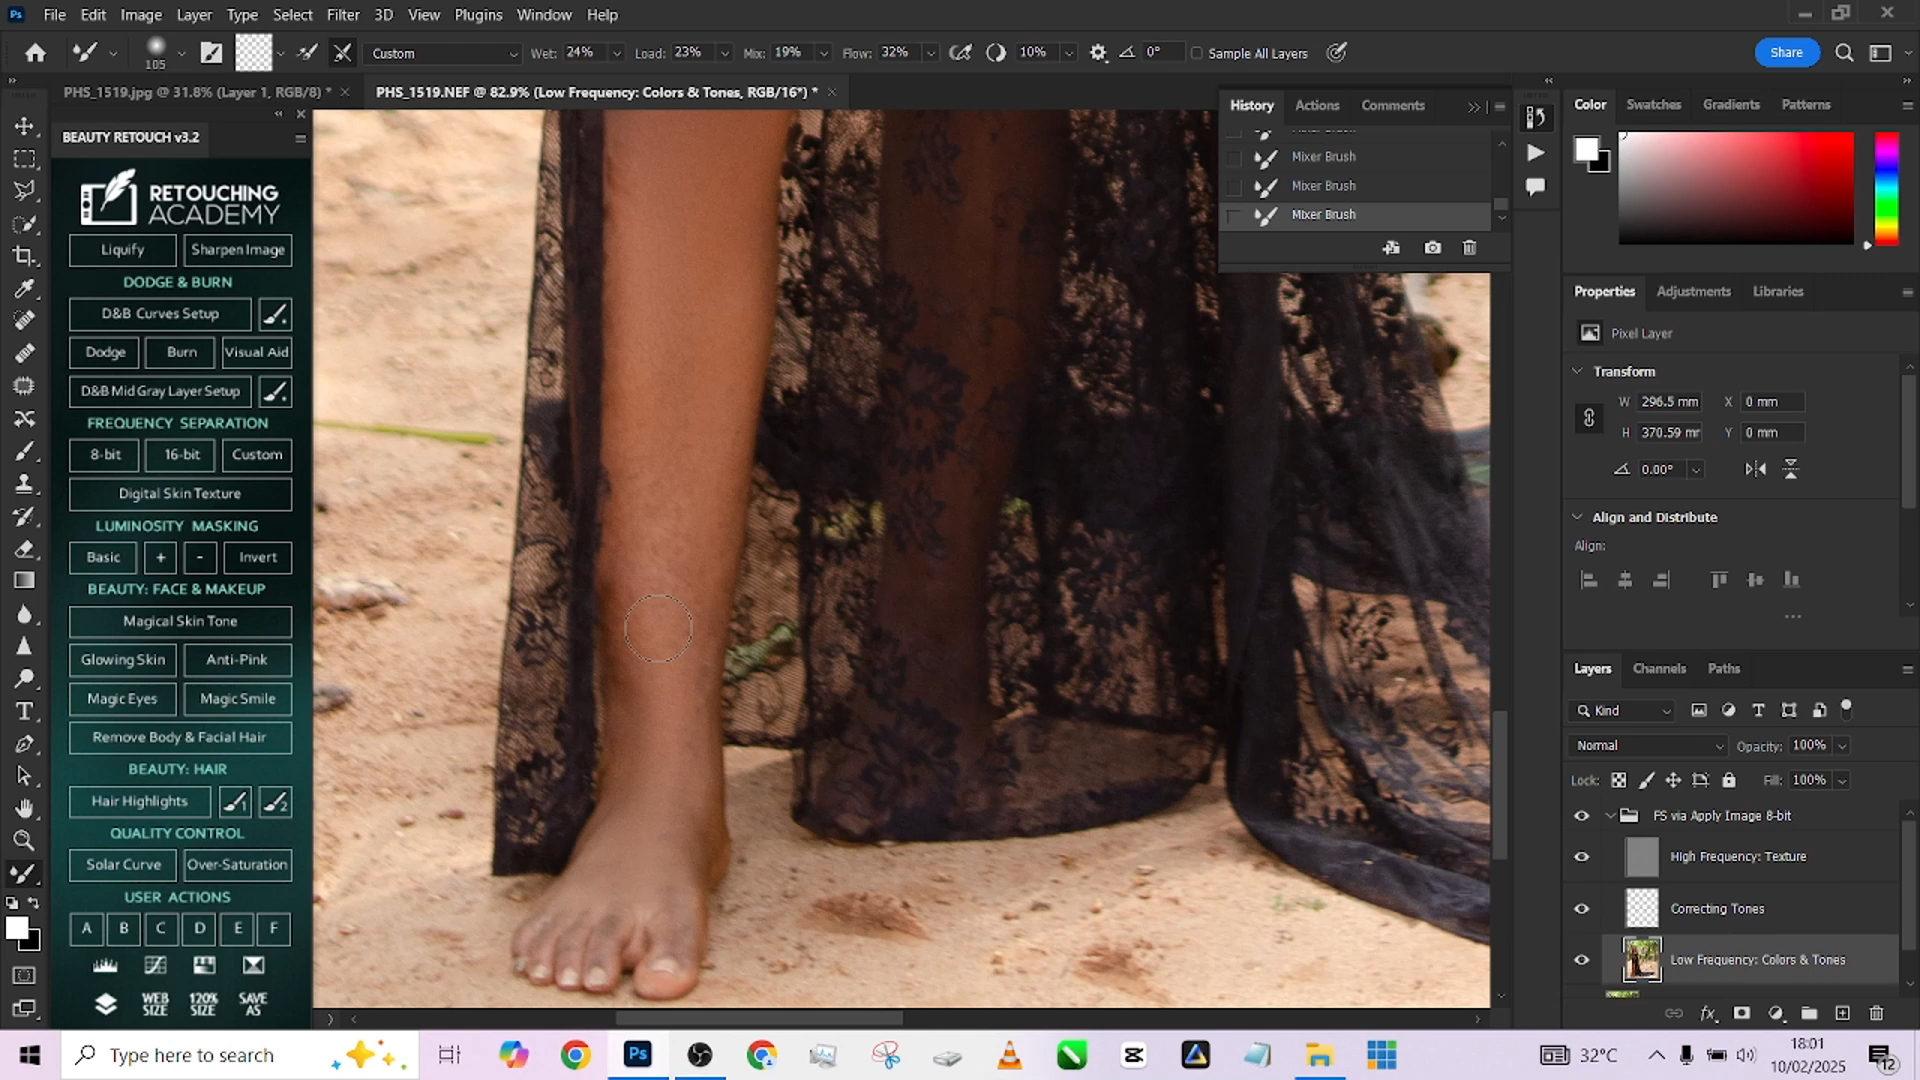 Ps File Edit Image Layer Type Select Filter 3D View Plugins Window Help
105 Custom Wet: 24% Load: 23% Mix: 19% Flow: 32% 10% 0° Sample All Layers Share
PHS_1519.jpg @ 31.8% (Layer 1, RGB/8) * PHS_1519.NEF @ 82.9% (Low Frequency: Colors & Tones, RGB/16*) *
BEAUTY RETOUCH v3.2
RETOUCHING
ACADEMY
Liquify Sharpen Image
DODGE & BURN
D&B Curves Setup
Dodge Burn Visual Aid
D&B Mid Gray Layer Setup
FREQUENCY SEPARATION
8-bit 16-bit Custom
Digital Skin Texture
LUMINOSITY MASKING
Basic + - Invert
BEAUTY: FACE & MAKEUP
Magical Skin Tone
Glowing Skin Anti-Pink
Magic Eyes Magic Smile
Remove Body & Facial Hair
BEAUTY: HAIR
Hair Highlights 1 2
QUALITY CONTROL
Solar Curve Over-Saturation
USER ACTIONS
A B C D E F
WEB SIZE 120% SIZE SAVE AS
History Actions Comments
Mixer Brush
Mixer Brush
Mixer Brush
Color Swatches Gradients Patterns
Properties Adjustments Libraries
Pixel Layer
Transform
W 296.5 mm X 0 mm
H 370.59 mr Y 0 mm
0.00°
Align and Distribute
Align:
Layers Channels Paths
Kind
Normal Opacity: 100%
Lock: Fill: 100%
FS via Apply Image 8-bit
High Frequency: Texture
Correcting Tones
Low Frequency: Colors & Tones
Type here to search
Ps
32°C
18:01
10/02/2025
12